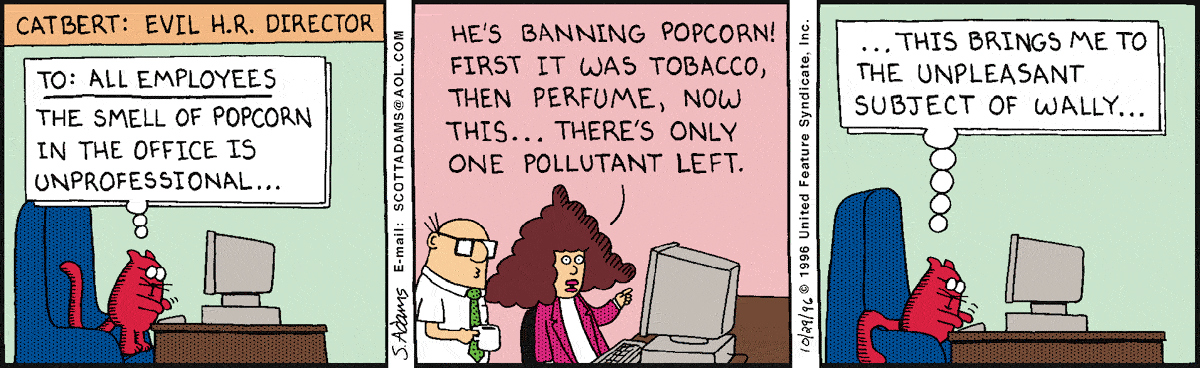 CATBERT: EVIL H.R. DIRECTOR
TO: ALL EMPLOYEES
THE SMELL OF POPCORN
IN THE OFFICE IS
UNPROFESSIONAL...
S. Adams
E-mail: SCOTTADAMS@AOL.COM
HE'S BANNING POPCORN!
FIRST IT WAS TOBACCO,
THEN PERFUME, NOW
THIS... THERE'S ONLY
ONE POLLUTANT LEFT.
10/29/96 © 1996 United Feature Syndicate, Inc.
...THIS BRINGS ME TO
THE UNPLEASANT
SUBJECT OF WALLY...